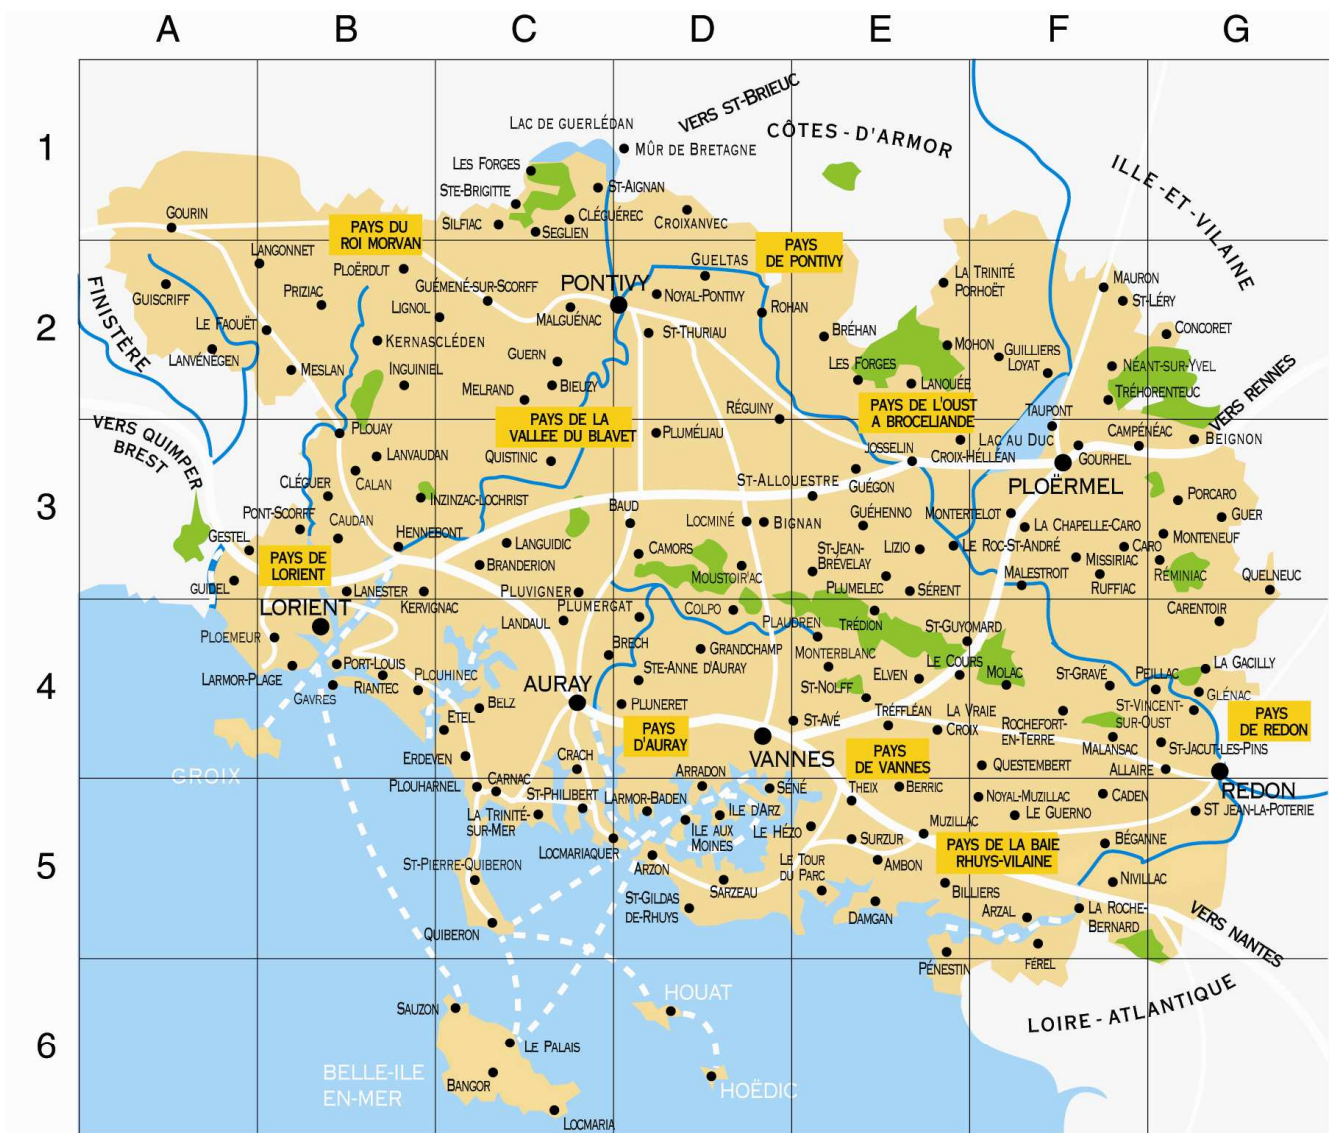 A B C D E F G
1
2
3
4
5
6
VERS ST-BRIEUC
CÔTES-D'ARMOR
ILLE-ET-VILAINE
FINISTÈRE
VERS QUIMPER
BREST
VERS RENNES
VERS NANTES
LOIRE-ATLANTIQUE
LAC DE GUERLÉDAN
MÛR DE BRETAGNE
LES FORGES
STE-BRIGITTE
ST-AIGNAN
SILFIAC
CLÉGUÉREC
SEGLIEN
CROIXANVEC
GOURIN
PAYS DU
ROI MORVAN
LANGONNET
PLOËRDUT
GUISCRIFF
PRIZIAC
GUÉMENÉ-SUR-SCORFF
LIGNOL
LE FAOUËT
LANVÉNÉGEN
KERNASCLÉDEN
MESLAN
INGUINIEL
PONTIVY
MALGUÉNAC
GUERN
MELRAND
BIEUZY
GUELTAS
NOYAL-PONTIVY
ST-THURIAU
ROHAN
PAYS
DE PONTIVY
LA TRINITÉ
PORHOËT
BRÉHAN
MOHON
LES FORGES
LANOUÉE
GUILLIERS
LOYAT
MAURON
ST-LÉRY
CONCORET
NÉANT-SUR-YVEL
TRÉHORENTEUC
RÉGUINY
PAYS DE L'OUST
A BROCELIANDE
PAYS DE LA
VALLEE DU BLAVET
PLUMÉLIAU
TAUPONT
CAMPÉNÉAC
BEIGNON
LAC AU DUC
GOURHEL
JOSSELIN
CROIX-HÉLLEAN
PLOËRMEL
PLOUAY
LANVAUDAN
CALAN
CLÉGUER
INZINZAC-LOCHRIST
QUISTINIC
PONT-SCORFF
CAUDAN
HENNEBONT
GESTEL
GUIDEL
PAYS DE
LORIENT
BAUD
LANGUIDIC
BRANDERION
CAMORS
LOCMINÉ
BIGNAN
MOUSTOIR'AC
ST-ALLOUESTRE
GUÉGON
GUÉHENNO
LIZIO
ST-JEAN-
BRÉVELAY
PLUMELEC
SÉRENT
MONTERTELOT
LA CHAPELLE-CARO
LE ROC-ST-ANDRÉ
MALESTROIT
MISSIRIAC
RUFFIAC
CARO
PORCARO
GUER
MONTENEUF
RÉMINIAC
QUELNEUC
CARENTOIR
LORIENT
LANESTER
KERVIGNAC
PLUVIGNER
PLUMERGAT
LANDAUL
BRECH
COLPO
PLAUDREN
GRANDCHAMP
STE-ANNE D'AURAY
MONTERBLANC
TRÉDION
ST-GUYOMARD
LE COURS
MOLAC
ELVEN
ST-NOLFF
TRÉFFLÉAN
LA VRAIE
CROIX
ST-GRAVÉ
PEILLAC
LA GACILLY
GLÉNAC
ST-VINCENT-
SUR-OUST
ROCHEFORT-
EN-TERRE
MALANSAC
ST-JACUT-LES-PINS
ALLAIRE
PAYS
DE REDON
REDON
ST JEAN-LA-POTERIE
PLOEMEUR
LARMOR-PLAGE
PORT-LOUIS
GAVRES
RIANTEC
PLOUHINEC
ETEL
BELZ
ERDEVEN
AURAY
CRACH
PLUNERET
PAYS
D'AURAY
ST-AVÉ
VANNES
PAYS
DE VANNES
QUESTEMBERT
GROIX
PLOUHARNEL
CARNAC
ST-PHILIBERT
LA TRINITÉ-
SUR-MER
LOCMARIAQUER
ARRADON
SÉNÉ
LARMOR-BADEN
ILE D'ARZ
ILE AUX
MOINES
LE HÉZO
THEIX
BERRIC
SURZUR
MUZILLAC
NOYAL-MUZILLAC
LE GUERNO
CADEN
BÉGANNE
PAYS DE LA BAIE
RHUYS-VILAINE
ST-PIERRE-QUIBERON
QUIBERON
ARZON
SARZEAU
ST-GILDAS
DE-RHUYS
LE TOUR
DU PARC
AMBON
DAMGAN
BILLIERS
ARZAL
NIVILLAC
LA ROCHE-
BERNARD
PÉNESTIN
FÉREL
SAUZON
LE PALAIS
BANGOR
LOCMARIA
BELLE-ILE
EN-MER
HOUAT
HOËDIC